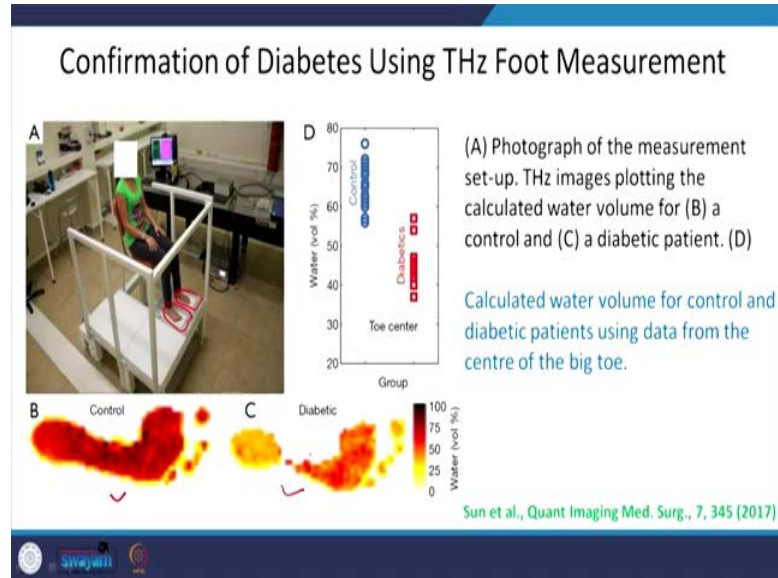 Confirmation of Diabetes Using THz Foot Measurement
A
D
80
70
60
50
40
30
20
Water (vol %)
Control
Diabetics
Toe center
Group
(A) Photograph of the measurement
set-up. THz images plotting the
calculated water volume for (B) a
control and (C) a diabetic patient. (D)
Calculated water volume for control and
diabetic patients using data from the
centre of the big toe.
B
Control
C
Diabetic
100
75
50
25
0
Water (vol %)
Sun et al., Quant Imaging Med. Surg., 7, 345 (2017)
swayam